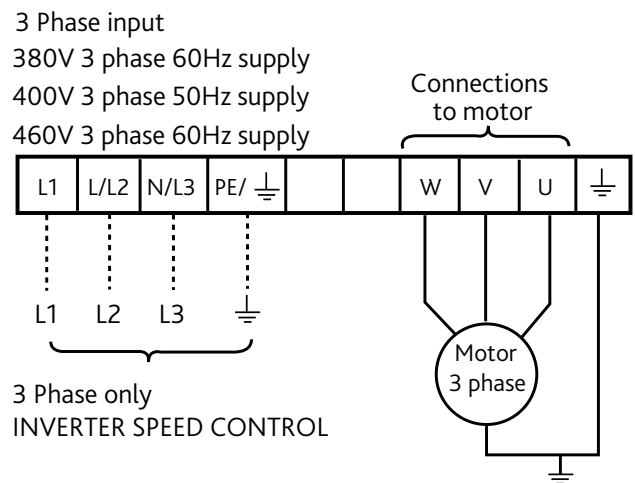 3 Phase input
380V 3 phase 60Hz supply
400V 3 phase 50Hz supply
460V 3 phase 60Hz supply
Connections
to motor
L1 L/L2 N/L3 PE/ W V U
L1 L2 L3
Motor
3 phase
3 Phase only
INVERTER SPEED CONTROL